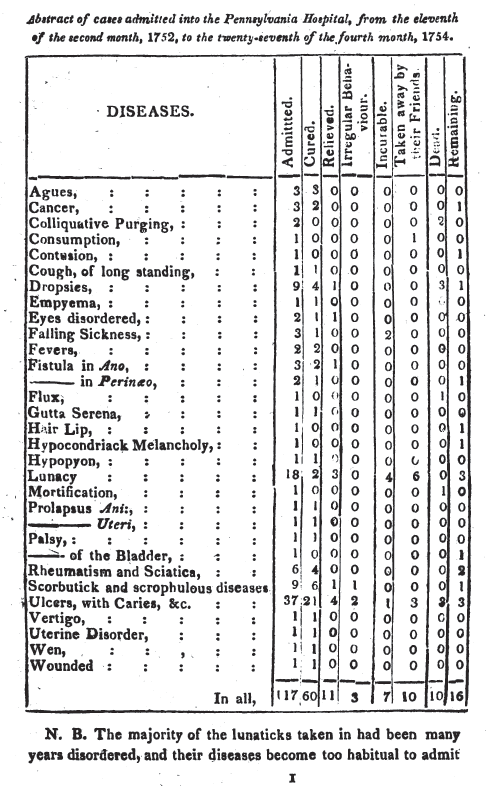 Abstract of cases admitted into the Pennsylvania Hospital, from the eleventh
of the second month, 1752, to the twenty-seventh of the fourth month, 1754.
DISEASES. Admittted. Cured. Relieved. Irregular Beha-viour. Incurable. Taken away by their Friends. Dead. Remaining.
Agues, : : : : : 3 3 0 0 0 0 0 0
Cancer, : : : : : 3 2 0 0 0 0 0 1
Colliquative Purging, : : : 2 0 0 0 0 0 2 0
Consumption, : : : : 1 0 0 0 0 1 0 0
Contusion, : : : : : 1 0 0 0 0 0 0 1
Cough, of long standing, : : 1 1 0 0 0 0 0 0
Dropsies, : : : : : 9 4 1 0 0 0 3 1
Empyema, : : : : : 1 1 0 0 0 0 0
Eyes disordered, : : : : 2 1 1 0 0 0 0 0
Falling Sickness, : : : : 3 1 0 0 2 0 0 0
Fevers, : : : : : 2 2 0 0 0 0 0 0
Fistula in Ano, : : : : 3 2 1 0 0 0 0 0
—— in Perinæo, : : : 2 1 0 0 0 0 0 1
Flux, : : : : : 1 0 0 0 0 0 1 0
Gutta Serena, : : : : 1 1 0 0 0 0 0 0
Hair Lip, : : : : : 1 0 0 0 0 0 0 1
Hypocondriack Melancholy, : : 1 0 0 0 0 0 0 1
Hypopyon, : : : : : 1 1 0 0 0 0 0 0
Lunacy : : : : : 18 2 3 0 4 6 0 3
Mortification, : : : : 1 0 0 0 0 0 1 0
Prolapsus Ani:, : : : : 1 1 0 0 0 0 0 0
—— Uteri, : : : : 1 1 0 0 0 0 0 0
Palsy, : : : : : 1 1 0 0 0 0 0 0
—— of the Bladder, : : : 1 0 0 0 0 0 0 1
Rheumatism and Sciatica, : : 6 4 0 0 0 0 0 2
Scorbutick and scrophulous diseases 9 6 1 1 0 0 0 1
Ulcers, with Caries, &c. : : 37 21 4 2 1 3 3 3
Vertigo, : : : : : 1 1 0 0 0 0 0 0
Uterine Disorder, : : : 1 1 0 0 0 0 0 0
Wen, : : : : : 1 1 0 0 0 0 0 0
Wounded : : : : : 1 1 0 0 0 0 0 0
In all, 117 60 11 3 7 10 10 16
N. B. The majority of the lunaticks taken in had been many
years disordered, and their diseases become too habitual to admit
I